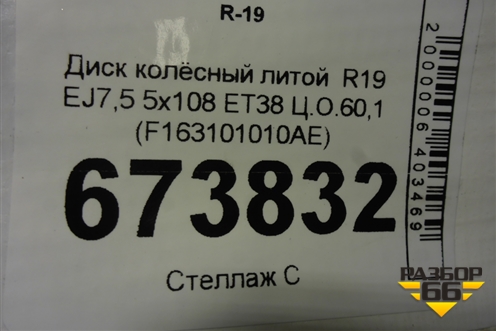 R-19
Диск колёсный литой R19
EJ7,5 5x108 ET38 Ц.О.60,1
(F163101010AE)
673832
Стеллаж С
2000006403469
РАЗБОР
66